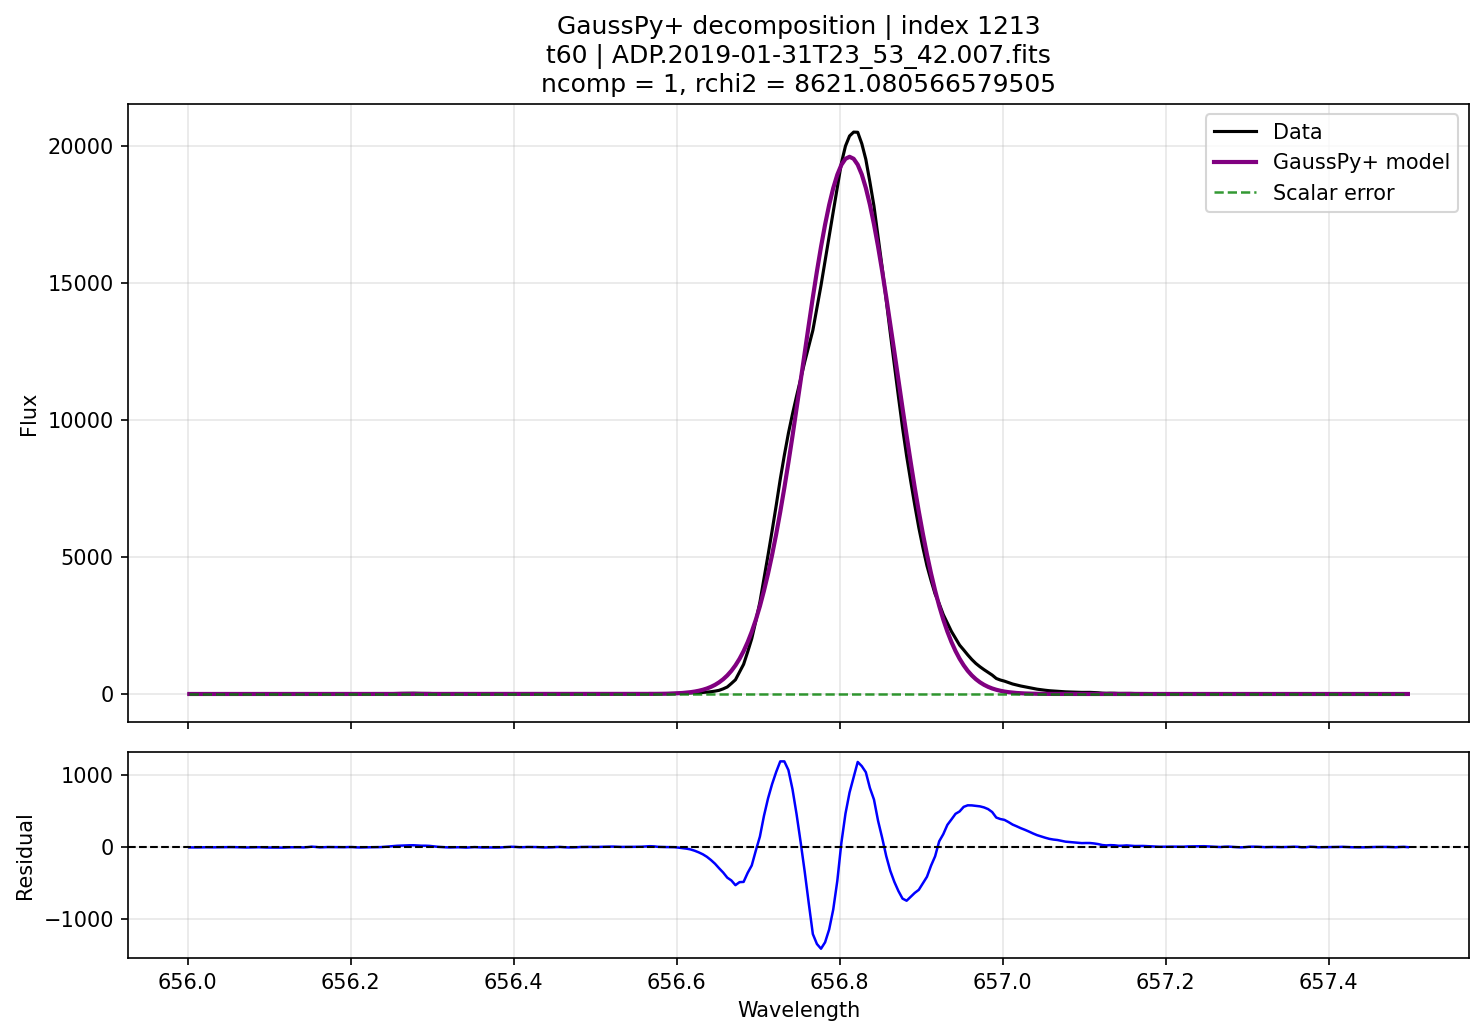 GaussPy+ decomposition | index 1213
t60 | ADP.2019-01-31T23_53_42.007.fits
ncomp = 1, rchi2 = 8621.080566579505
Data
GaussPy+ model
Scalar error
20000
15000
10000
5000
0
Flux
1000
0
−1000
Residual
656.0 656.2 656.4 656.6 656.8 657.0 657.2 657.4
Wavelength